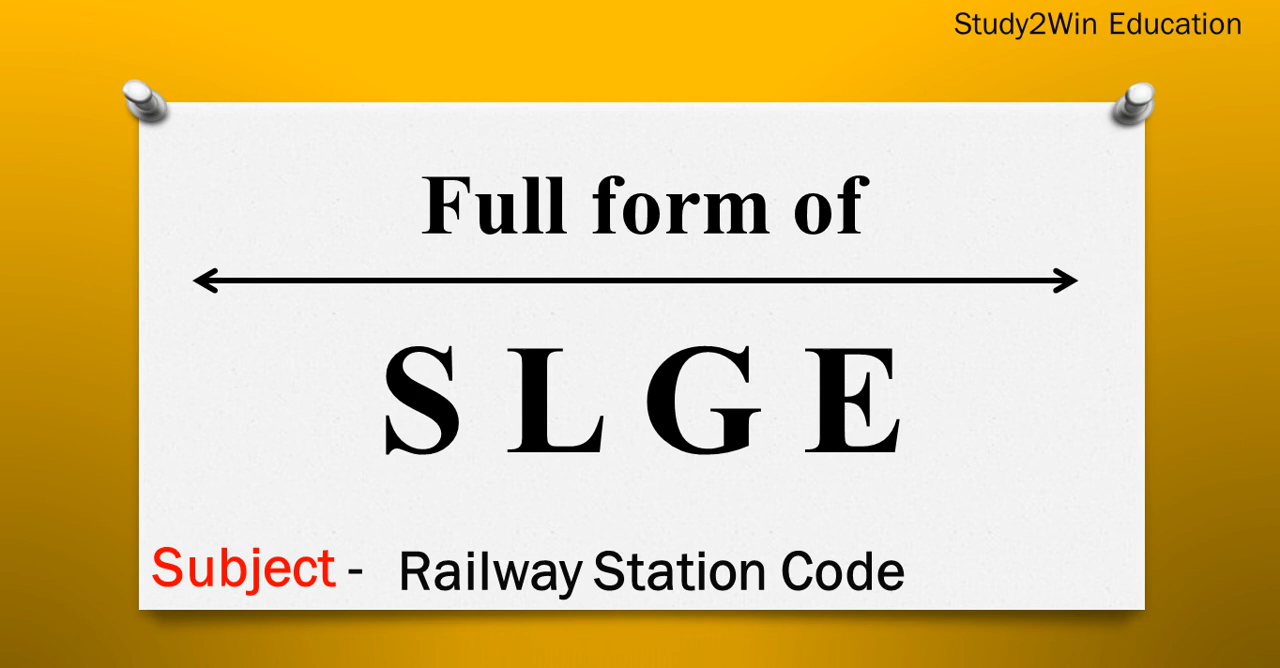 Study2Win Education
Full form of
S L G E
Subject - Railway Station Code